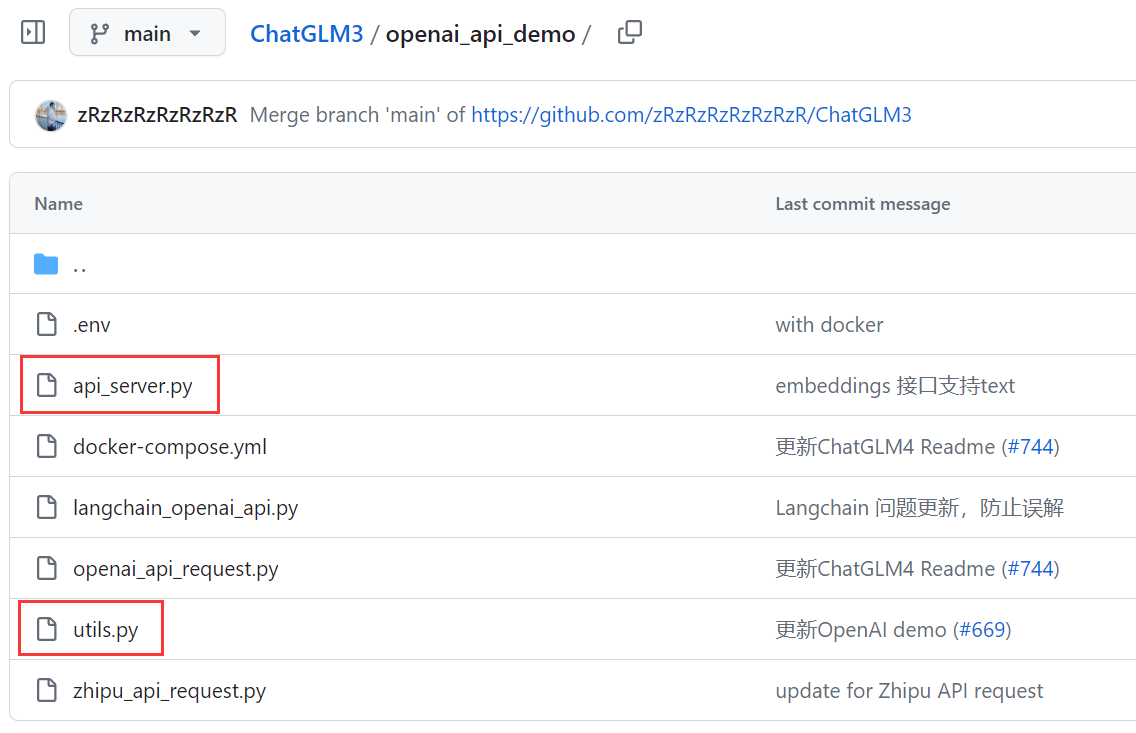 main
ChatGLM3 / openai_api_demo /
zRzRzRzRzRzRzR Merge branch 'main' of https://github.com/zRzRzRzRzRzRzR/ChatGLM3
Name Last commit message
..
.env with docker
api_server.py embeddings 接口支持text
docker-compose.yml 更新ChatGLM4 Readme (#744)
langchain_openai_api.py Langchain 问题更新，防止误解
openai_api_request.py 更新ChatGLM4 Readme (#744)
utils.py 更新OpenAI demo (#669)
zhipu_api_request.py update for Zhipu API request